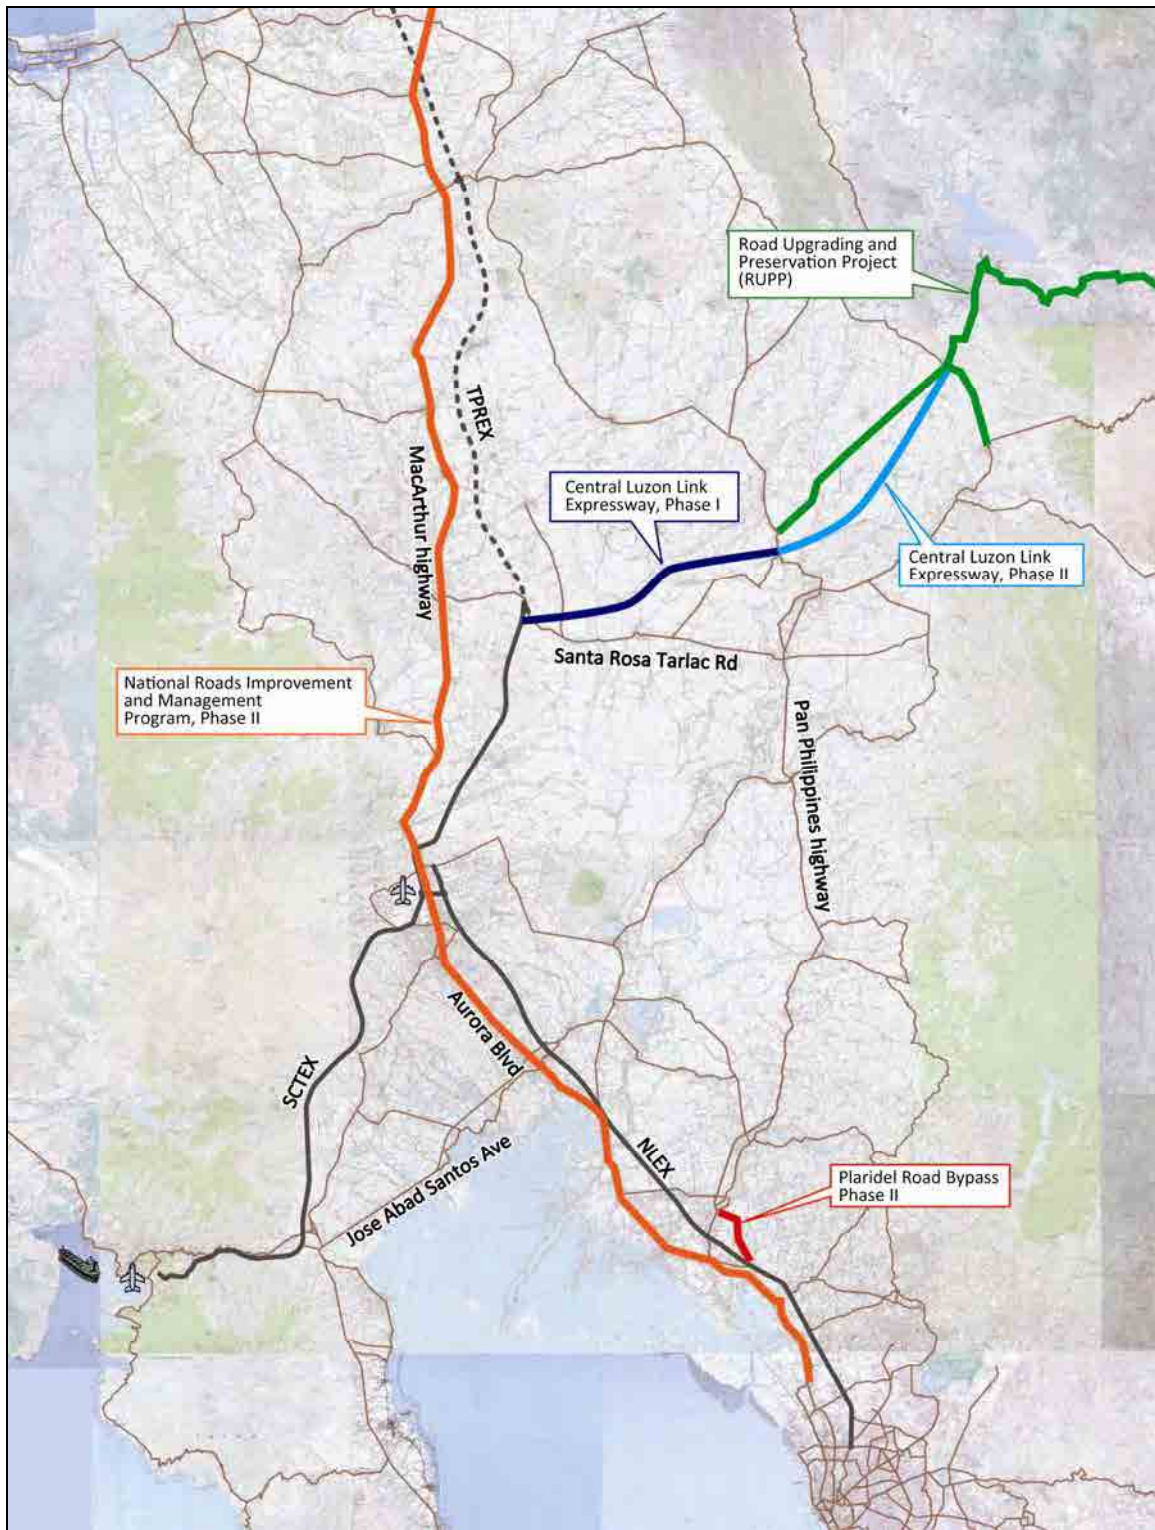 Road Upgrading and
Preservation Project
(RUPP)
TPREX
MacArthur highway
Central Luzon Link
Expressway, Phase I
Central Luzon Link
Expressway, Phase II
Santa Rosa Tarlac Rd
National Roads Improvement
and Management
Program, Phase II
Pan Philippines highway
Aurora Blvd
SCTEX
NLEX
Jose Abad Santos Ave
Plaridel Road Bypass
Phase II